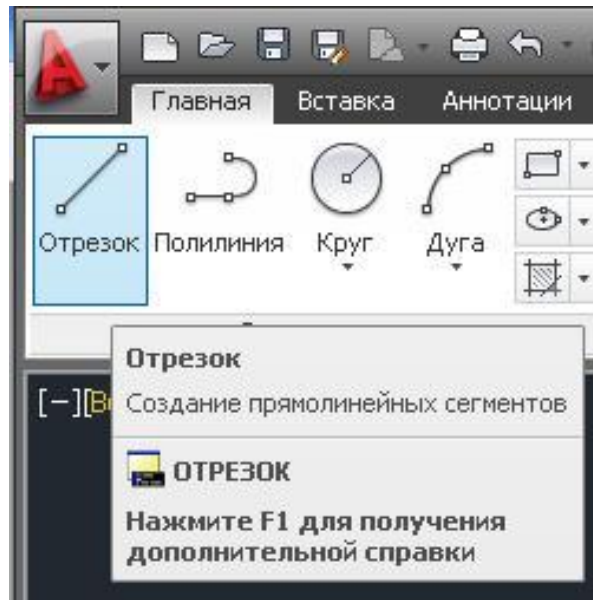 Главная Вставка Аннотации
Отрезок Полилиния Круг Дуга
Отрезок
[−][В
Создание прямолинейных сегментов
ОТРЕЗОК
Нажмите F1 для получения
дополнительной справки